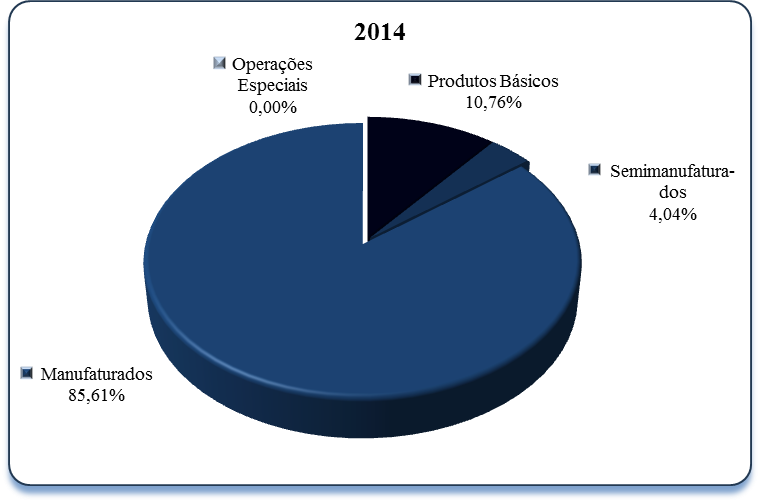 2014
Operações
Especiais
0,00%
Produtos Básicos
10,76%
Semimanufatura-
dos
4,04%
Manufaturados
85,61%